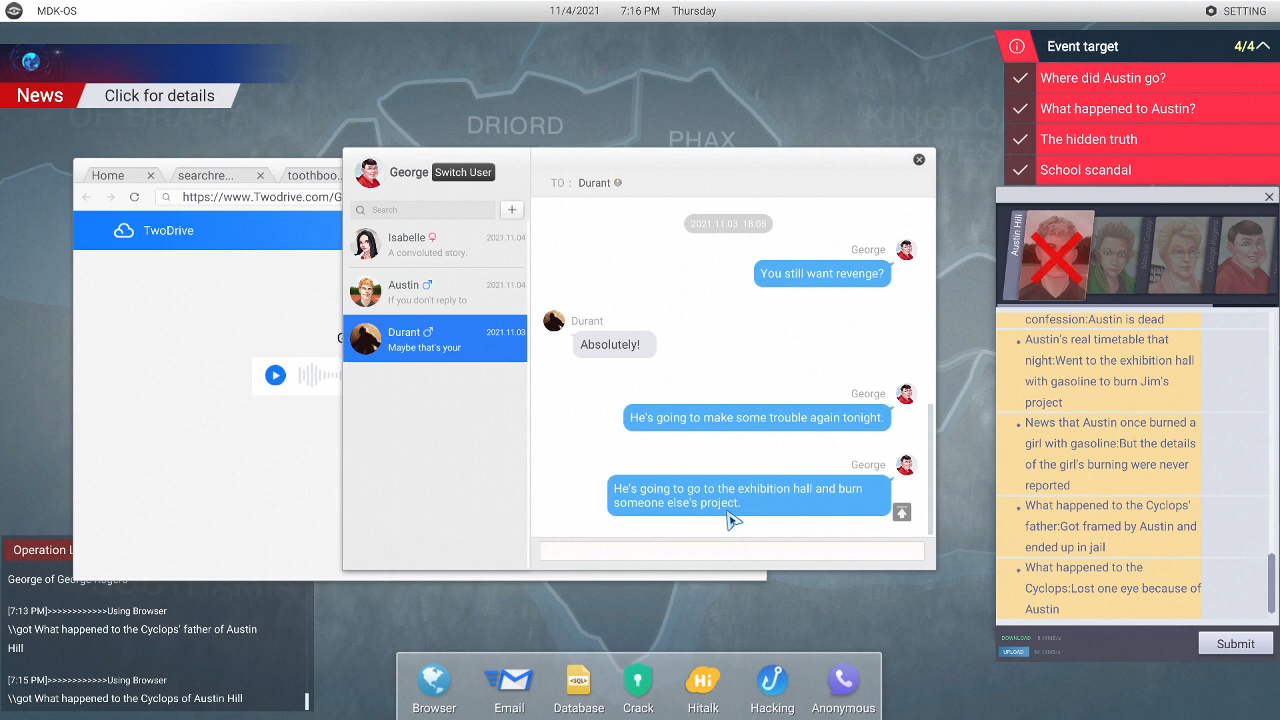 MDK-OS
11/4/2021
7:16 PM
Thursday
SETTING
News
Click for details
DRIORD
PHAX
KINGDO
Event target
4/4
Where did Austin go?
What happened to Austin?
The hidden truth
School scandal
Home
searchre...
toothboo..
https://www.Twodrive.com/G
TwoDrive
George
Switch User
Search
Isabelle
2021.11.04
A convoluted story.
Austin
2021.11.04
If you don't reply to
Durant
2021.11.03
Maybe that's your
TO : Durant
2021.11.03. 18:05
George
You still want revenge?
Durant
Absolutely!
George
He's going to make some trouble again tonight.
George
He's going to go to the exhibition hall and burn
someone else's project.
Austin Hill
confession:Austin is dead
Austin's real timetable that
night:Went to the exhibition hall
with gasoline to burn Jim's
project
News that Austin once burned a
girl with gasoline:But the details
of the girl's burning were never
reported
What happened to the Cyclops'
father:Got framed by Austin and
ended up in jail
What happened to the
Cyclops:Lost one eye because of
Austin
DOWNLOAD
UPLOAD
Submit
Operation L
George of George Rogers
[7:13 PM]>>>>>>>>>>>>Using Browser
\\got What happened to the Cyclops' father of Austin
Hill
[7:15 PM]>>>>>>>>>>>>Using Browser
\\got What happened to the Cyclops of Austin Hill
Browser
Email
<SQL>
Database
Crack
Hi
Hitalk
Hacking
Anonymous